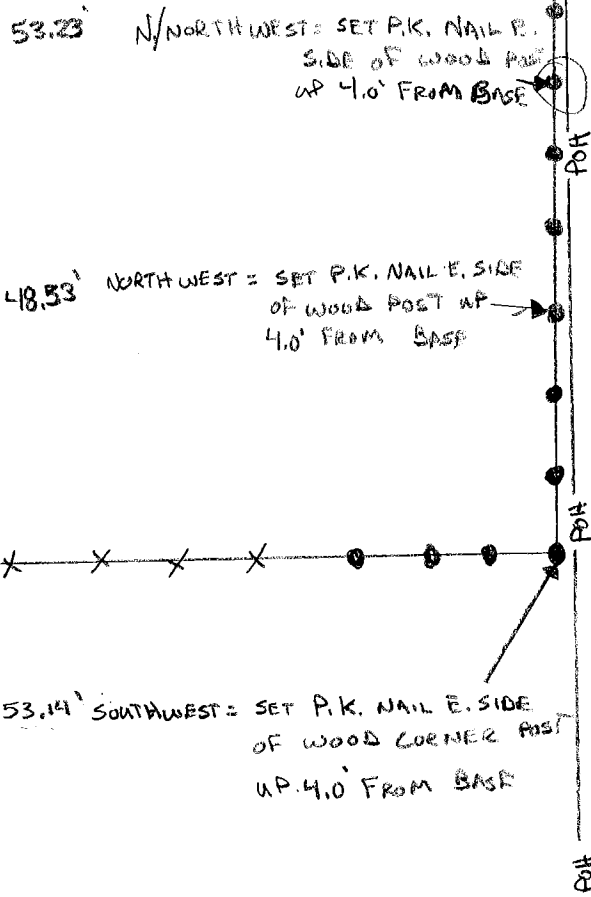 53.23' N/NORTHWEST = SET P.K. NAIL E.
SIDE OF WOOD POST
UP 4.0' FROM BASE
POH
48.53' NORTHWEST = SET P.K. NAIL E. SIDE
OF WOOD POST UP
4.0' FROM BASE
POH
53.14' SOUTHWEST = SET P.K. NAIL E. SIDE
OF WOOD CORNER POST
UP 4.0' FROM BASE
POH